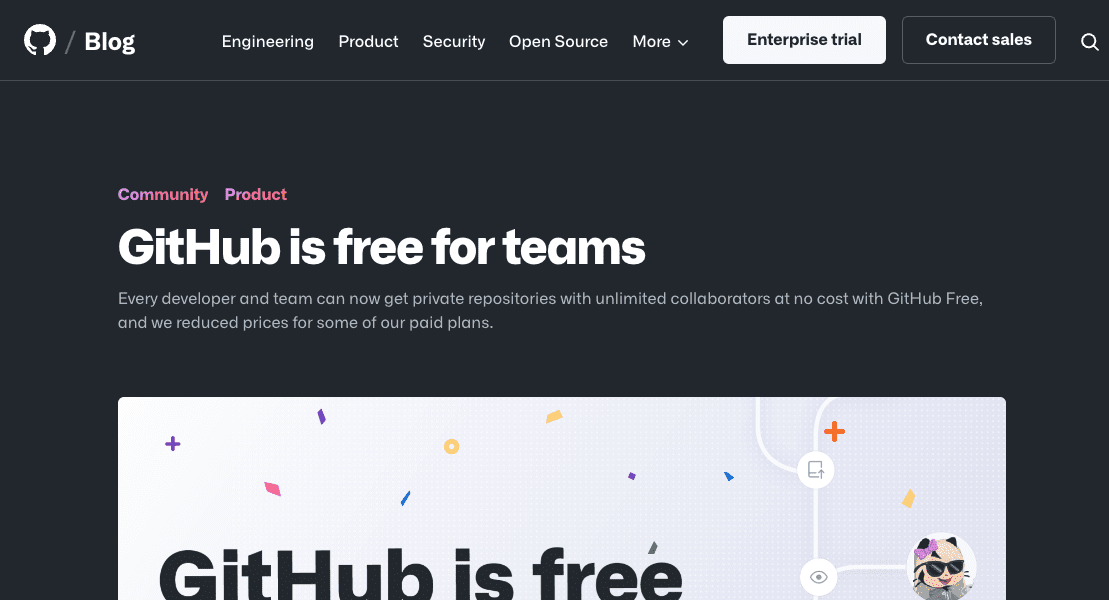 / Blog
Engineering Product Security Open Source More Enterprise trial Contact sales
Community Product
GitHub is free for teams
Every developer and team can now get private repositories with unlimited collaborators at no cost with GitHub Free,
and we reduced prices for some of our paid plans.
GitHub is free